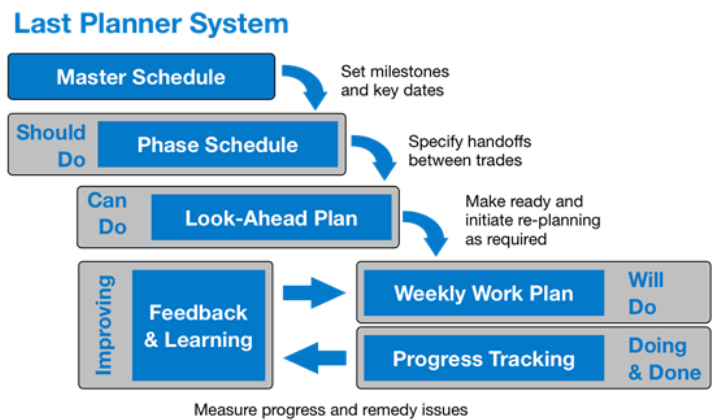 Last Planner System
Master Schedule
Set milestones
and key dates
Should
Do
Phase Schedule
Specify handoffs
between trades
Can
Do
Look-Ahead Plan
Make ready and
initiate re-planning
as required
Improving
Feedback
& Learning
Weekly Work Plan
Will
Do
Progress Tracking
Doing
& Done
Measure progress and remedy issues